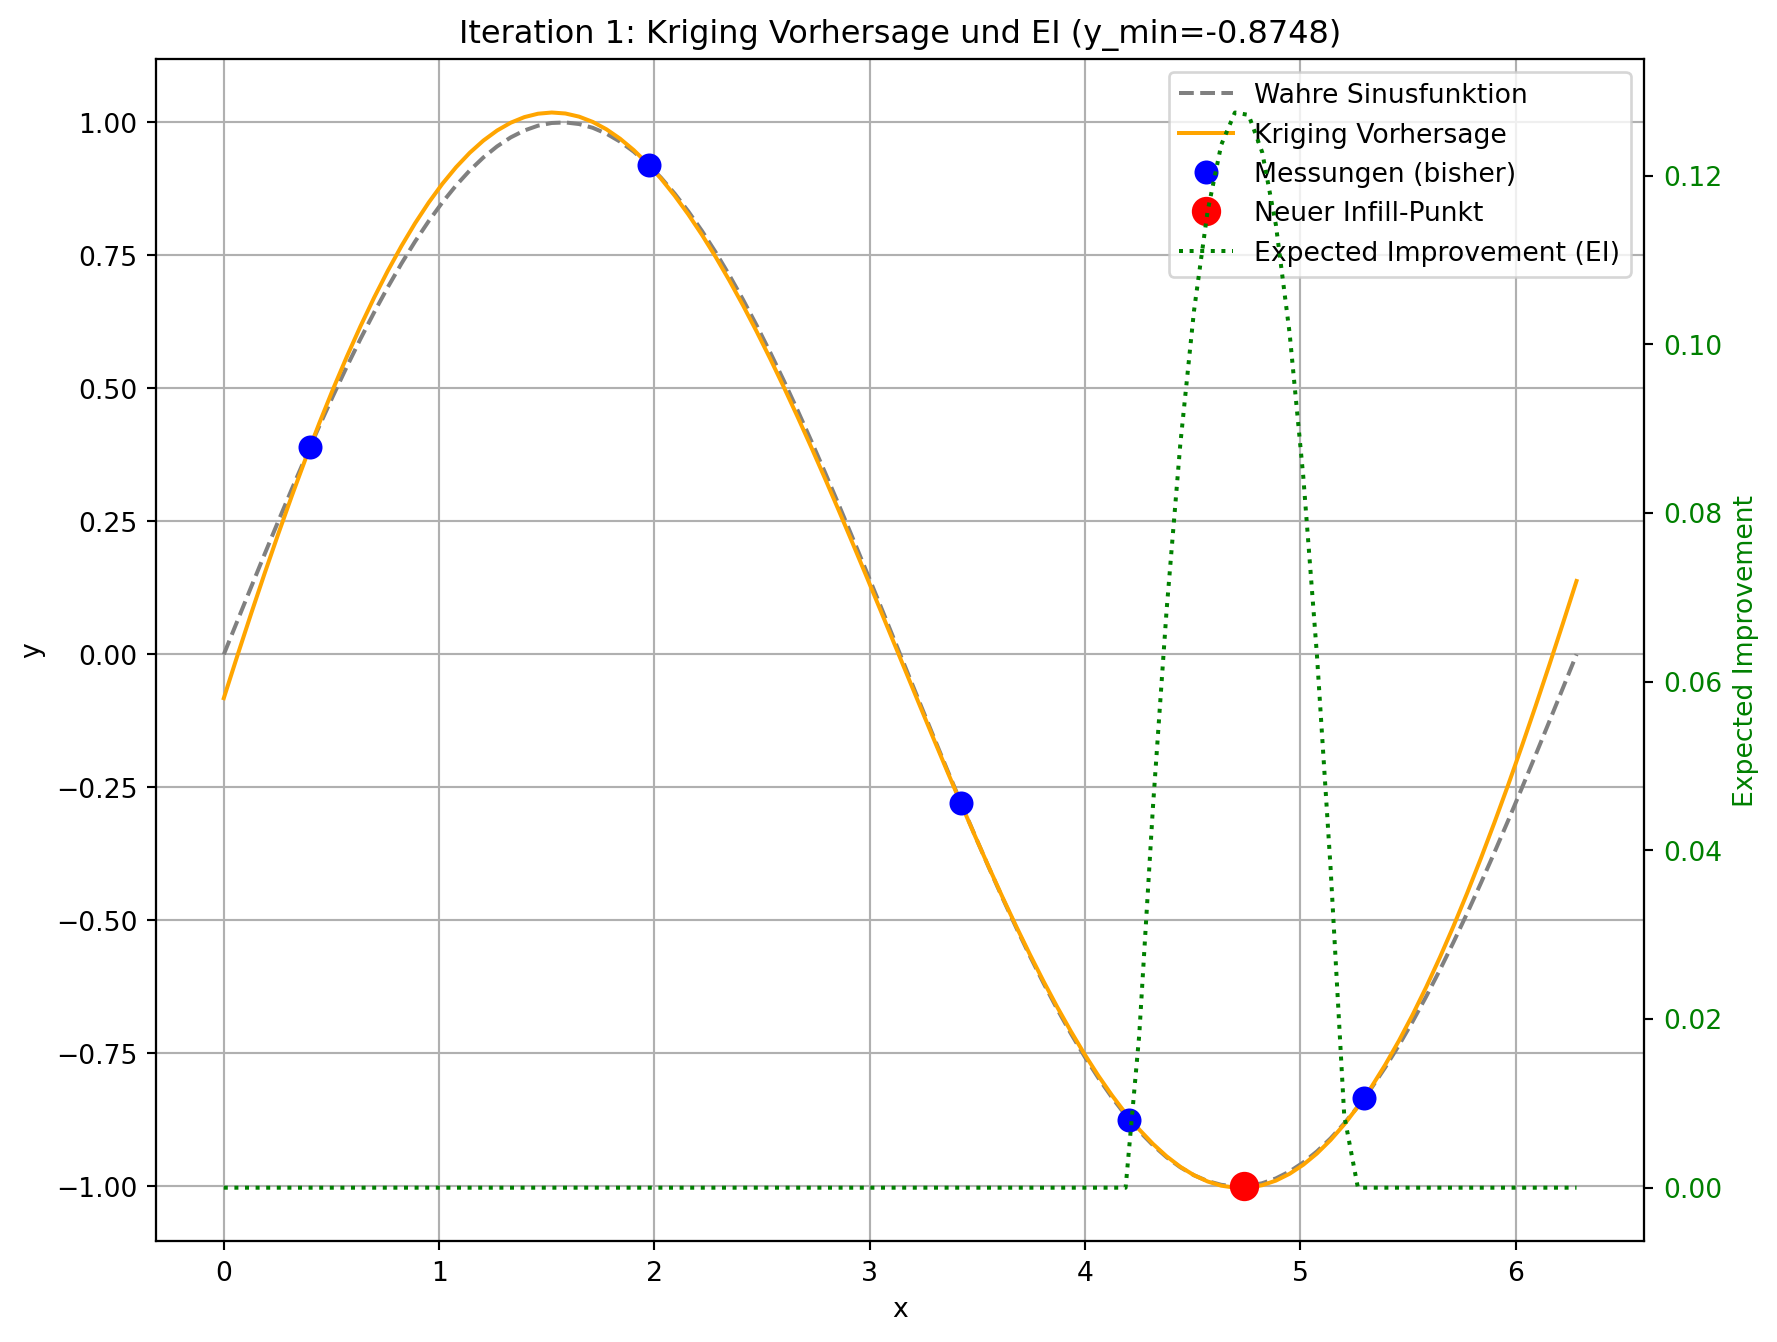 Iteration 1: Kriging Vorhersage und EI (y_min=-0.8748)
Wahre Sinusfunktion
Kriging Vorhersage
Messungen (bisher)
Neuer Infill-Punkt
Expected Improvement (EI)
1.00
0.75
0.50
0.25
0.00
−0.25
−0.50
−0.75
−1.00
y
0.12
0.10
0.08
0.06
0.04
0.02
0.00
Expected Improvement
0 1 2 3 4 5 6
x